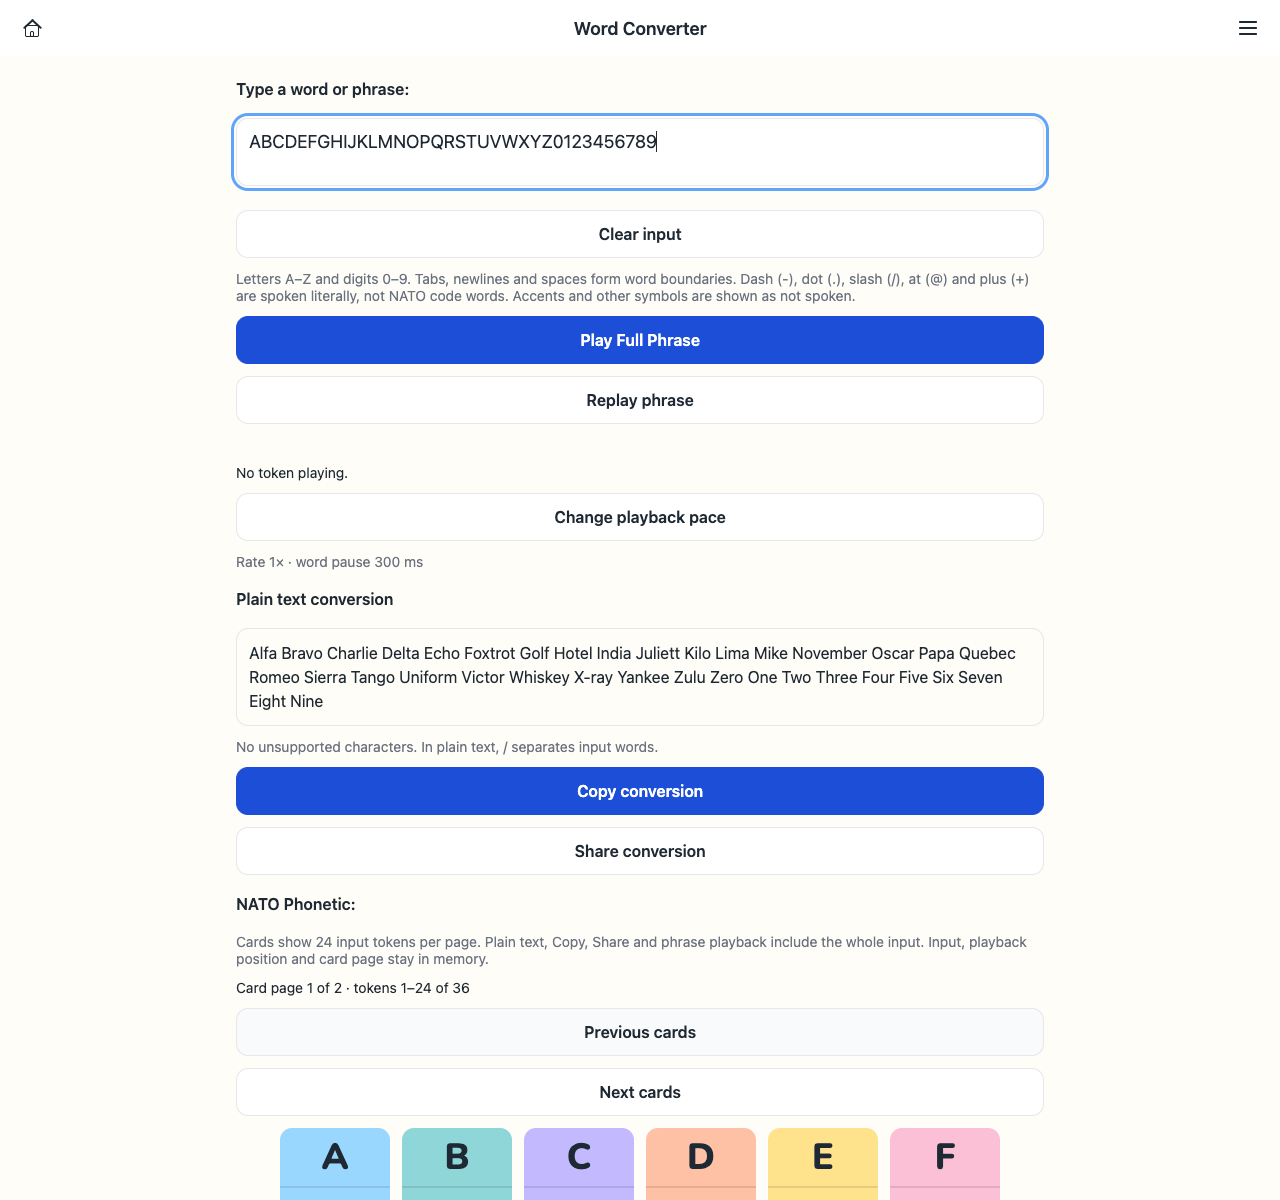 Word Converter
Type a word or phrase:
ABCDEFGHIJKLMNOPQRSTUVWXYZ0123456789
Clear input
Letters A–Z and digits 0–9. Tabs, newlines and spaces form word boundaries. Dash (-), dot (.), slash (/), at (@) and plus (+)
are spoken literally, not NATO code words. Accents and other symbols are shown as not spoken.
Play Full Phrase
Replay phrase
No token playing.
Change playback pace
Rate 1× · word pause 300 ms
Plain text conversion
Alfa Bravo Charlie Delta Echo Foxtrot Golf Hotel India Juliett Kilo Lima Mike November Oscar Papa Quebec
Romeo Sierra Tango Uniform Victor Whiskey X-ray Yankee Zulu Zero One Two Three Four Five Six Seven
Eight Nine
No unsupported characters. In plain text, / separates input words.
Copy conversion
Share conversion
NATO Phonetic:
Cards show 24 input tokens per page. Plain text, Copy, Share and phrase playback include the whole input. Input, playback
position and card page stay in memory.
Card page 1 of 2 · tokens 1–24 of 36
Previous cards
Next cards
A B C D E F